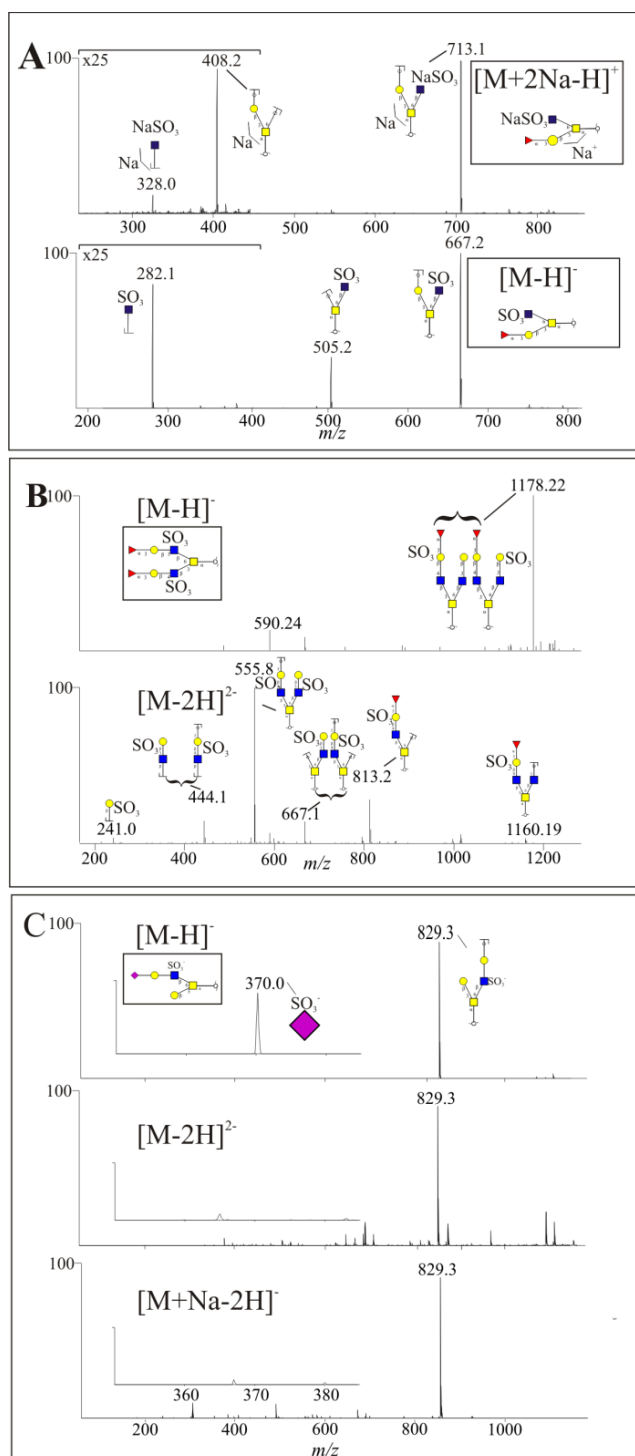 A
100
x25
408.2
NaSO3
Na
328.0
Na
713.1
NaSO3
Na
[M+2Na-H]+
NaSO3
Na+
300 400 500 600 700 800
100
x25
282.1
SO3
SO3
505.2
SO3
667.2
[M-H]-
SO3
200 300 400 500 600 700 800
m/z
B
100
[M-H]-
SO3
SO3
590.24
1178.22
SO3
SO3
100
[M-2H]2-
555.8
SO
SO3
SO3
SO3
444.1
SO3
241.0
SO3
SO3
667.1
SO3
813.2
SO3
1160.19
200 400 600 800 1000 1200
m/z
C
100
[M-H]-
SO3-
370.0
SO3-
829.3
SO3-
100
[M-2H]2-
829.3
100
[M+Na-2H]-
829.3
360 370 380
200 400 600 800 1000
m/z